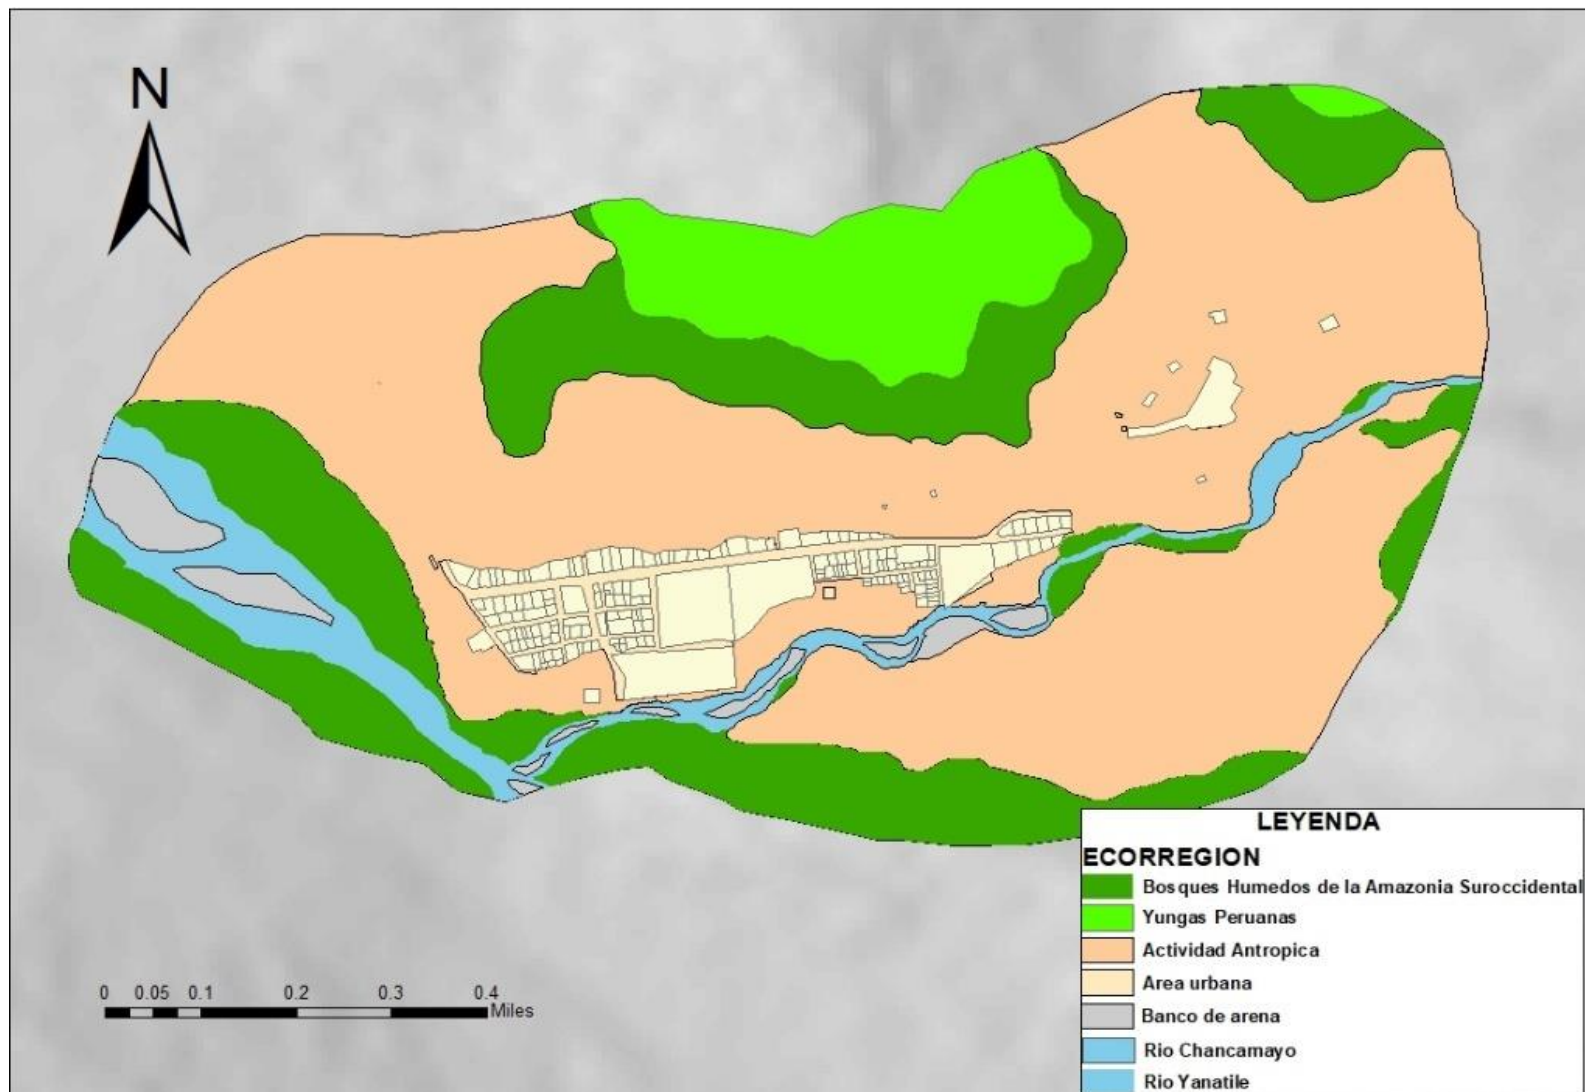 N
LEYENDA
ECORREGION
Bosques Humedos de la Amazonia Suroccidental
Yungas Peruanas
Actividad Antropica
Area urbana
Banco de arena
Rio Chancamayo
Rio Yanatile
0 0.05 0.1 0.2 0.3 0.4
Miles